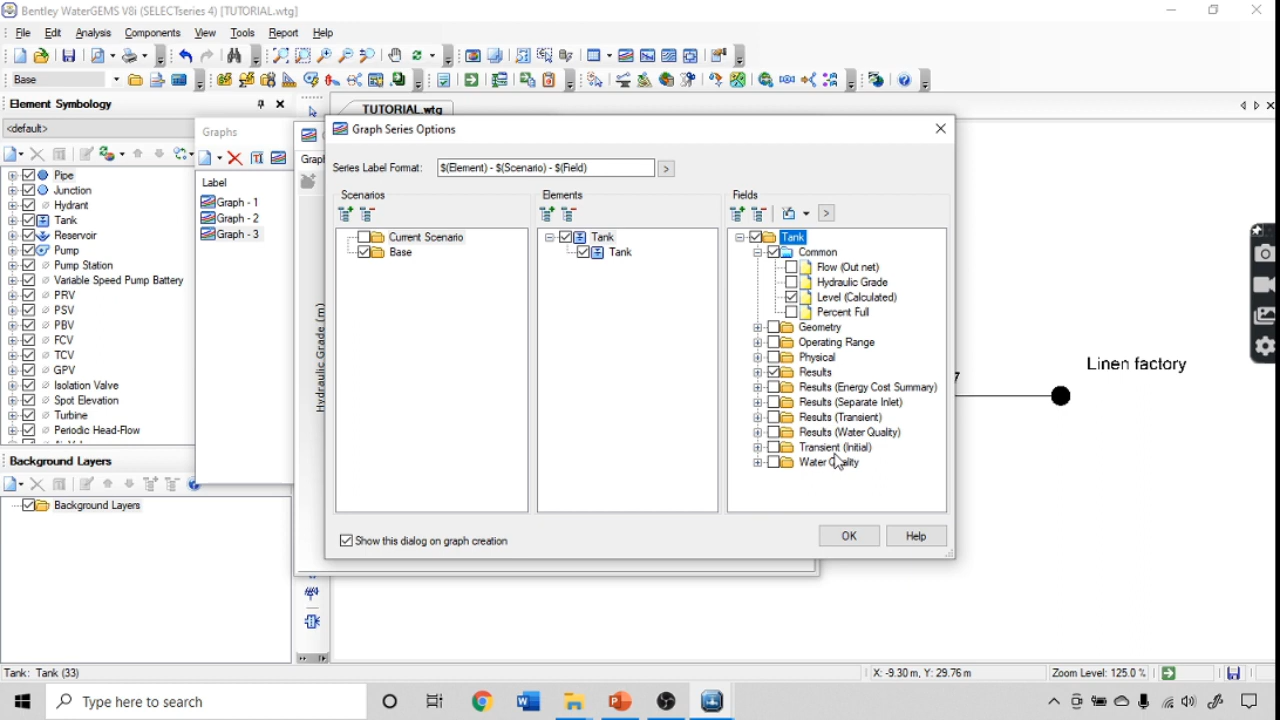 Bentley WaterGEMS V8i (SELECTseries 4) [TUTORIAL.wtg]
File Edit Analysis Components View Tools Report Help
Base
Element Symbology
<default>
Pipe
Junction
Hydrant
Tank
Reservoir
Pump
Pump Station
Variable Speed Pump Battery
PRV
PSV
PBV
FCV
TCV
GPV
Isolation Valve
Spot Elevation
Turbine
Periodic Head-Flow
Background Layers
Background Layers
Graphs
Label
Graph - 1
Graph - 2
Graph - 3
TUTORIAL.wtg
Graph
Hydraulic Grade (m)
Graph Series Options
Series Label Format: $(Element) - $(Scenario) - $(Field) >
Scenarios
Current Scenario
Base
Elements
Tank
Tank
Fields
>
Tank
Common
Flow (Out net)
Hydraulic Grade
Level (Calculated)
Percent Full
Geometry
Operating Range
Physical
Results
Results (Energy Cost Summary)
Results (Separate Inlet)
Results (Transient)
Results (Water Quality)
Transient (Initial)
Water Quality
Show this dialog on graph creation
OK Help
Linen factory
Tank: Tank (33)
X: -9.30 m, Y: 29.76 m
Zoom Level: 125.0 %
Type here to search